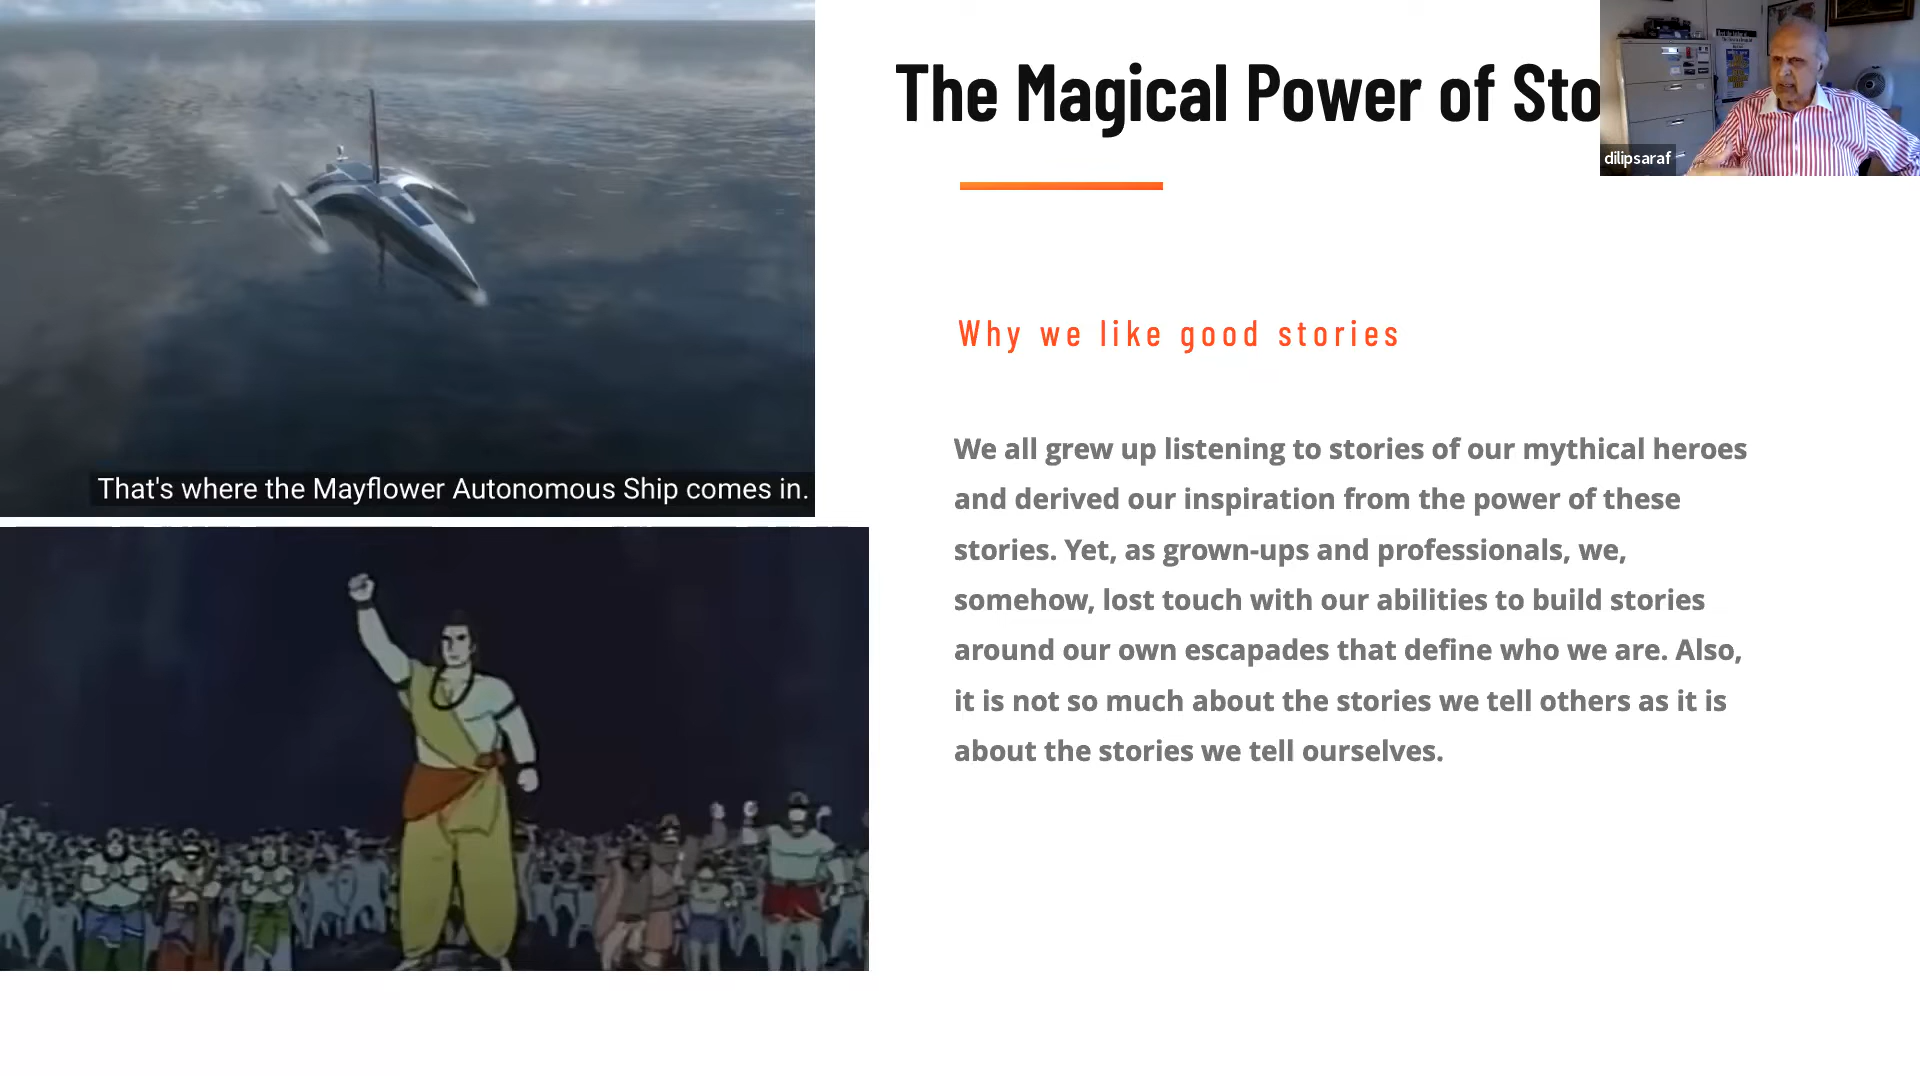 The Magical Power of Sto
dilipsaraf
Why we like good stories
We all grew up listening to stories of our mythical heroes
and derived our inspiration from the power of these
stories. Yet, as grown-ups and professionals, we,
somehow, lost touch with our abilities to build stories
around our own escapades that define who we are. Also,
it is not so much about the stories we tell others as it is
about the stories we tell ourselves.
That's where the Mayflower Autonomous Ship comes in.